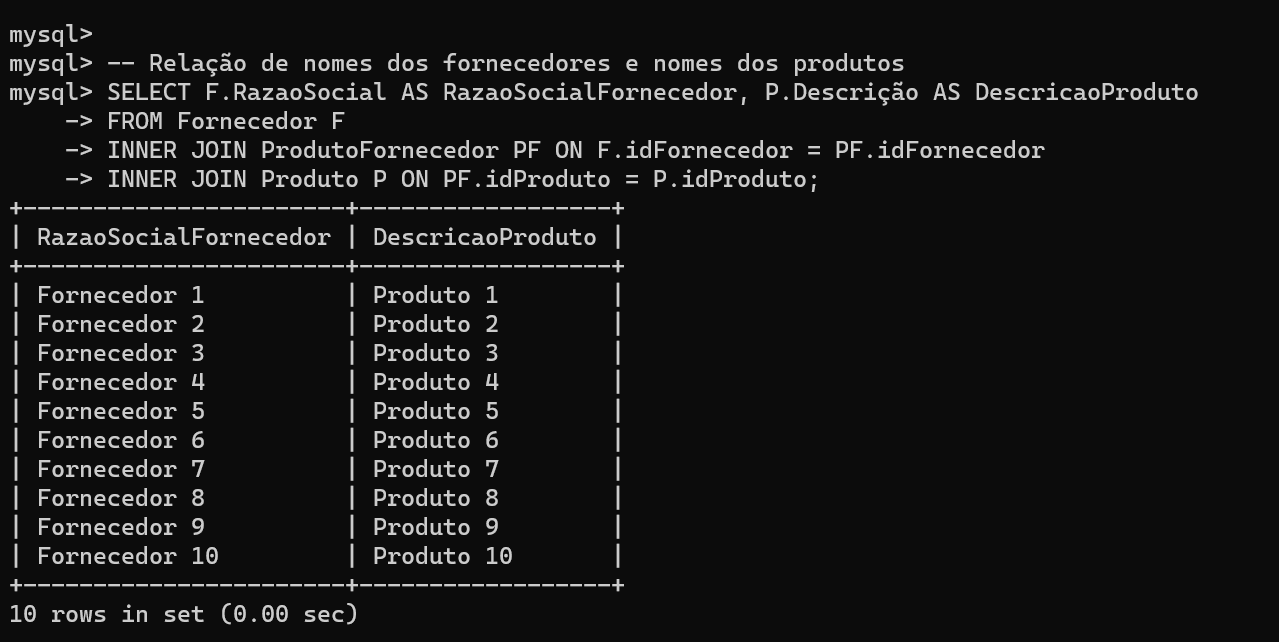 mysql>
mysql> -- Relação de nomes dos fornecedores e nomes dos produtos
mysql> SELECT F.RazaoSocial AS RazaoSocialFornecedor, P.Descrição AS DescricaoProduto
    -> FROM Fornecedor F
    -> INNER JOIN ProdutoFornecedor PF ON F.idFornecedor = PF.idFornecedor
    -> INNER JOIN Produto P ON PF.idProduto = P.idProduto;
+-----------------------+------------------+
| RazaoSocialFornecedor | DescricaoProduto |
+-----------------------+------------------+
| Fornecedor 1          | Produto 1        |
| Fornecedor 2          | Produto 2        |
| Fornecedor 3          | Produto 3        |
| Fornecedor 4          | Produto 4        |
| Fornecedor 5          | Produto 5        |
| Fornecedor 6          | Produto 6        |
| Fornecedor 7          | Produto 7        |
| Fornecedor 8          | Produto 8        |
| Fornecedor 9          | Produto 9        |
| Fornecedor 10         | Produto 10       |
+-----------------------+------------------+
10 rows in set (0.00 sec)